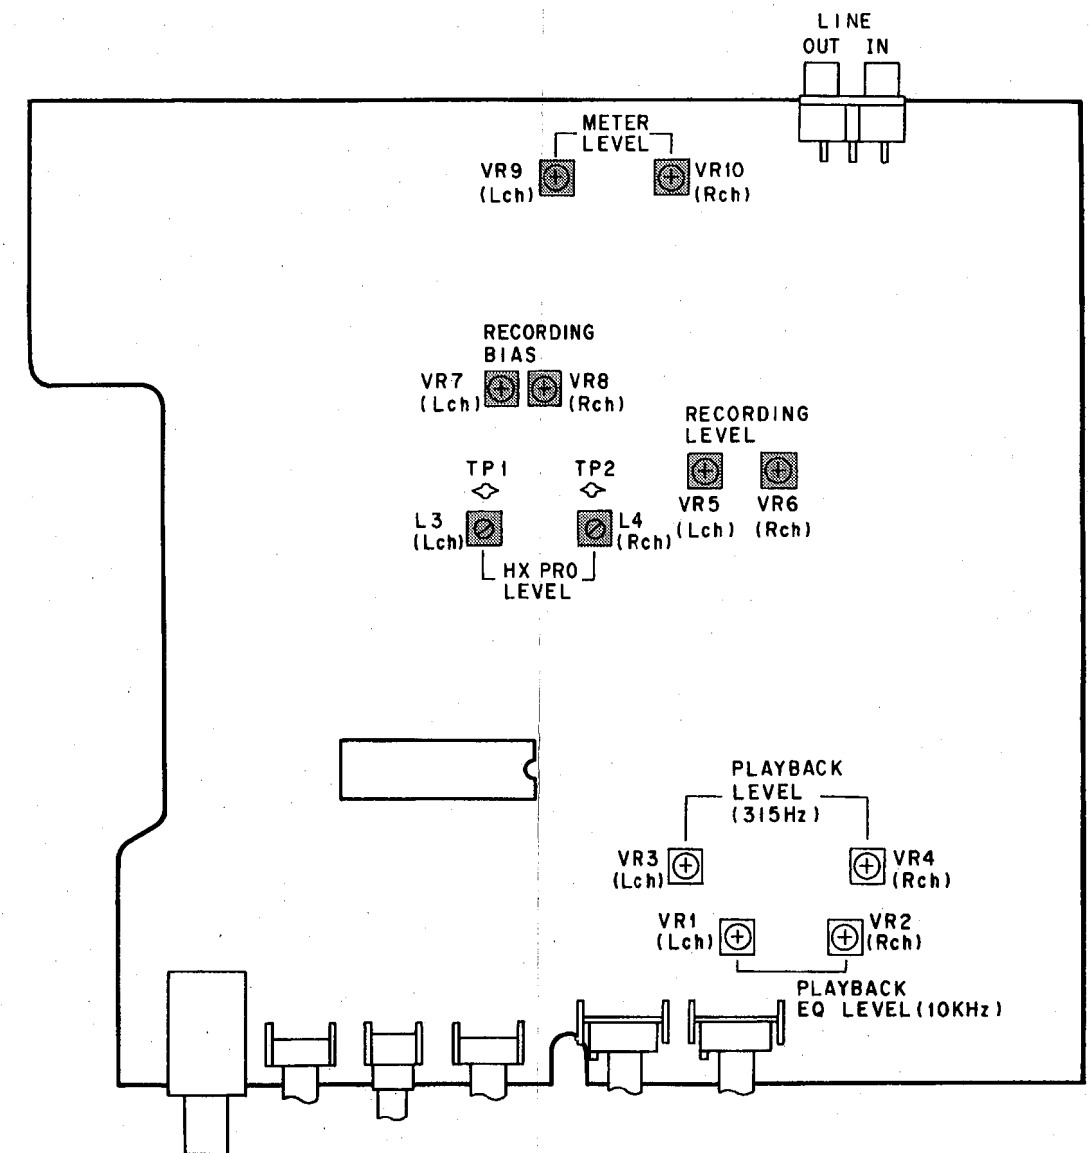 LINE
OUT IN
METER
LEVEL
VR9
(Lch)
VR10
(Rch)
RECORDING
BIAS
VR7
(Lch)
VR8
(Rch)
RECORDING
LEVEL
VR5
(Lch)
VR6
(Rch)
TP1
TP2
L3
(Lch)
L4
(Rch)
HX PRO
LEVEL
PLAYBACK
LEVEL
(315Hz)
VR3
(Lch)
VR4
(Rch)
VR1
(Lch)
VR2
(Rch)
PLAYBACK
EQ LEVEL(10KHz)